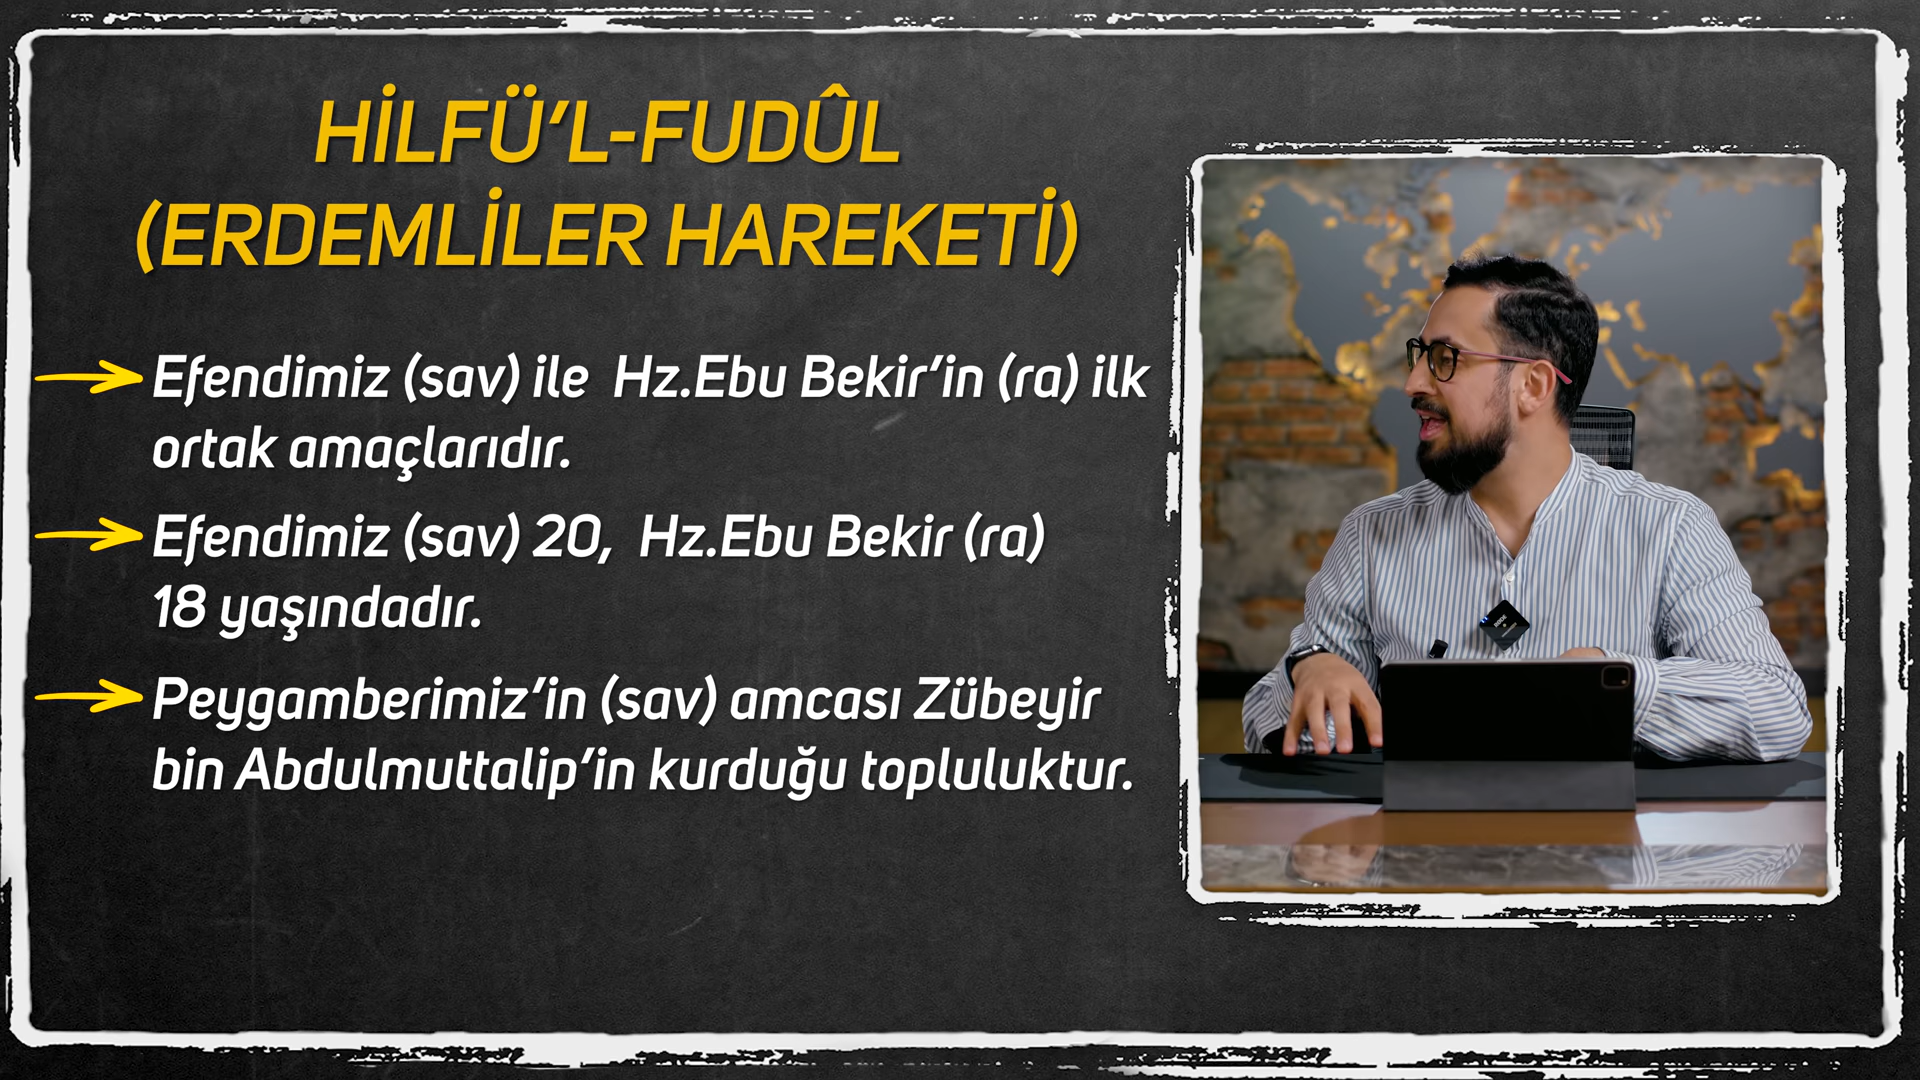 HİLFÜ’L-FUDÛL
(ERDEMLİLER HAREKETİ)
Efendimiz (sav) ile Hz.Ebu Bekir’in (ra) ilk
ortak amaçlarıdır.
Efendimiz (sav) 20, Hz.Ebu Bekir (ra)
18 yaşındadır.
Peygamberimiz’in (sav) amcası Zübeyir
bin Abdulmuttalip’in kurduğu topluluktur.
RODE